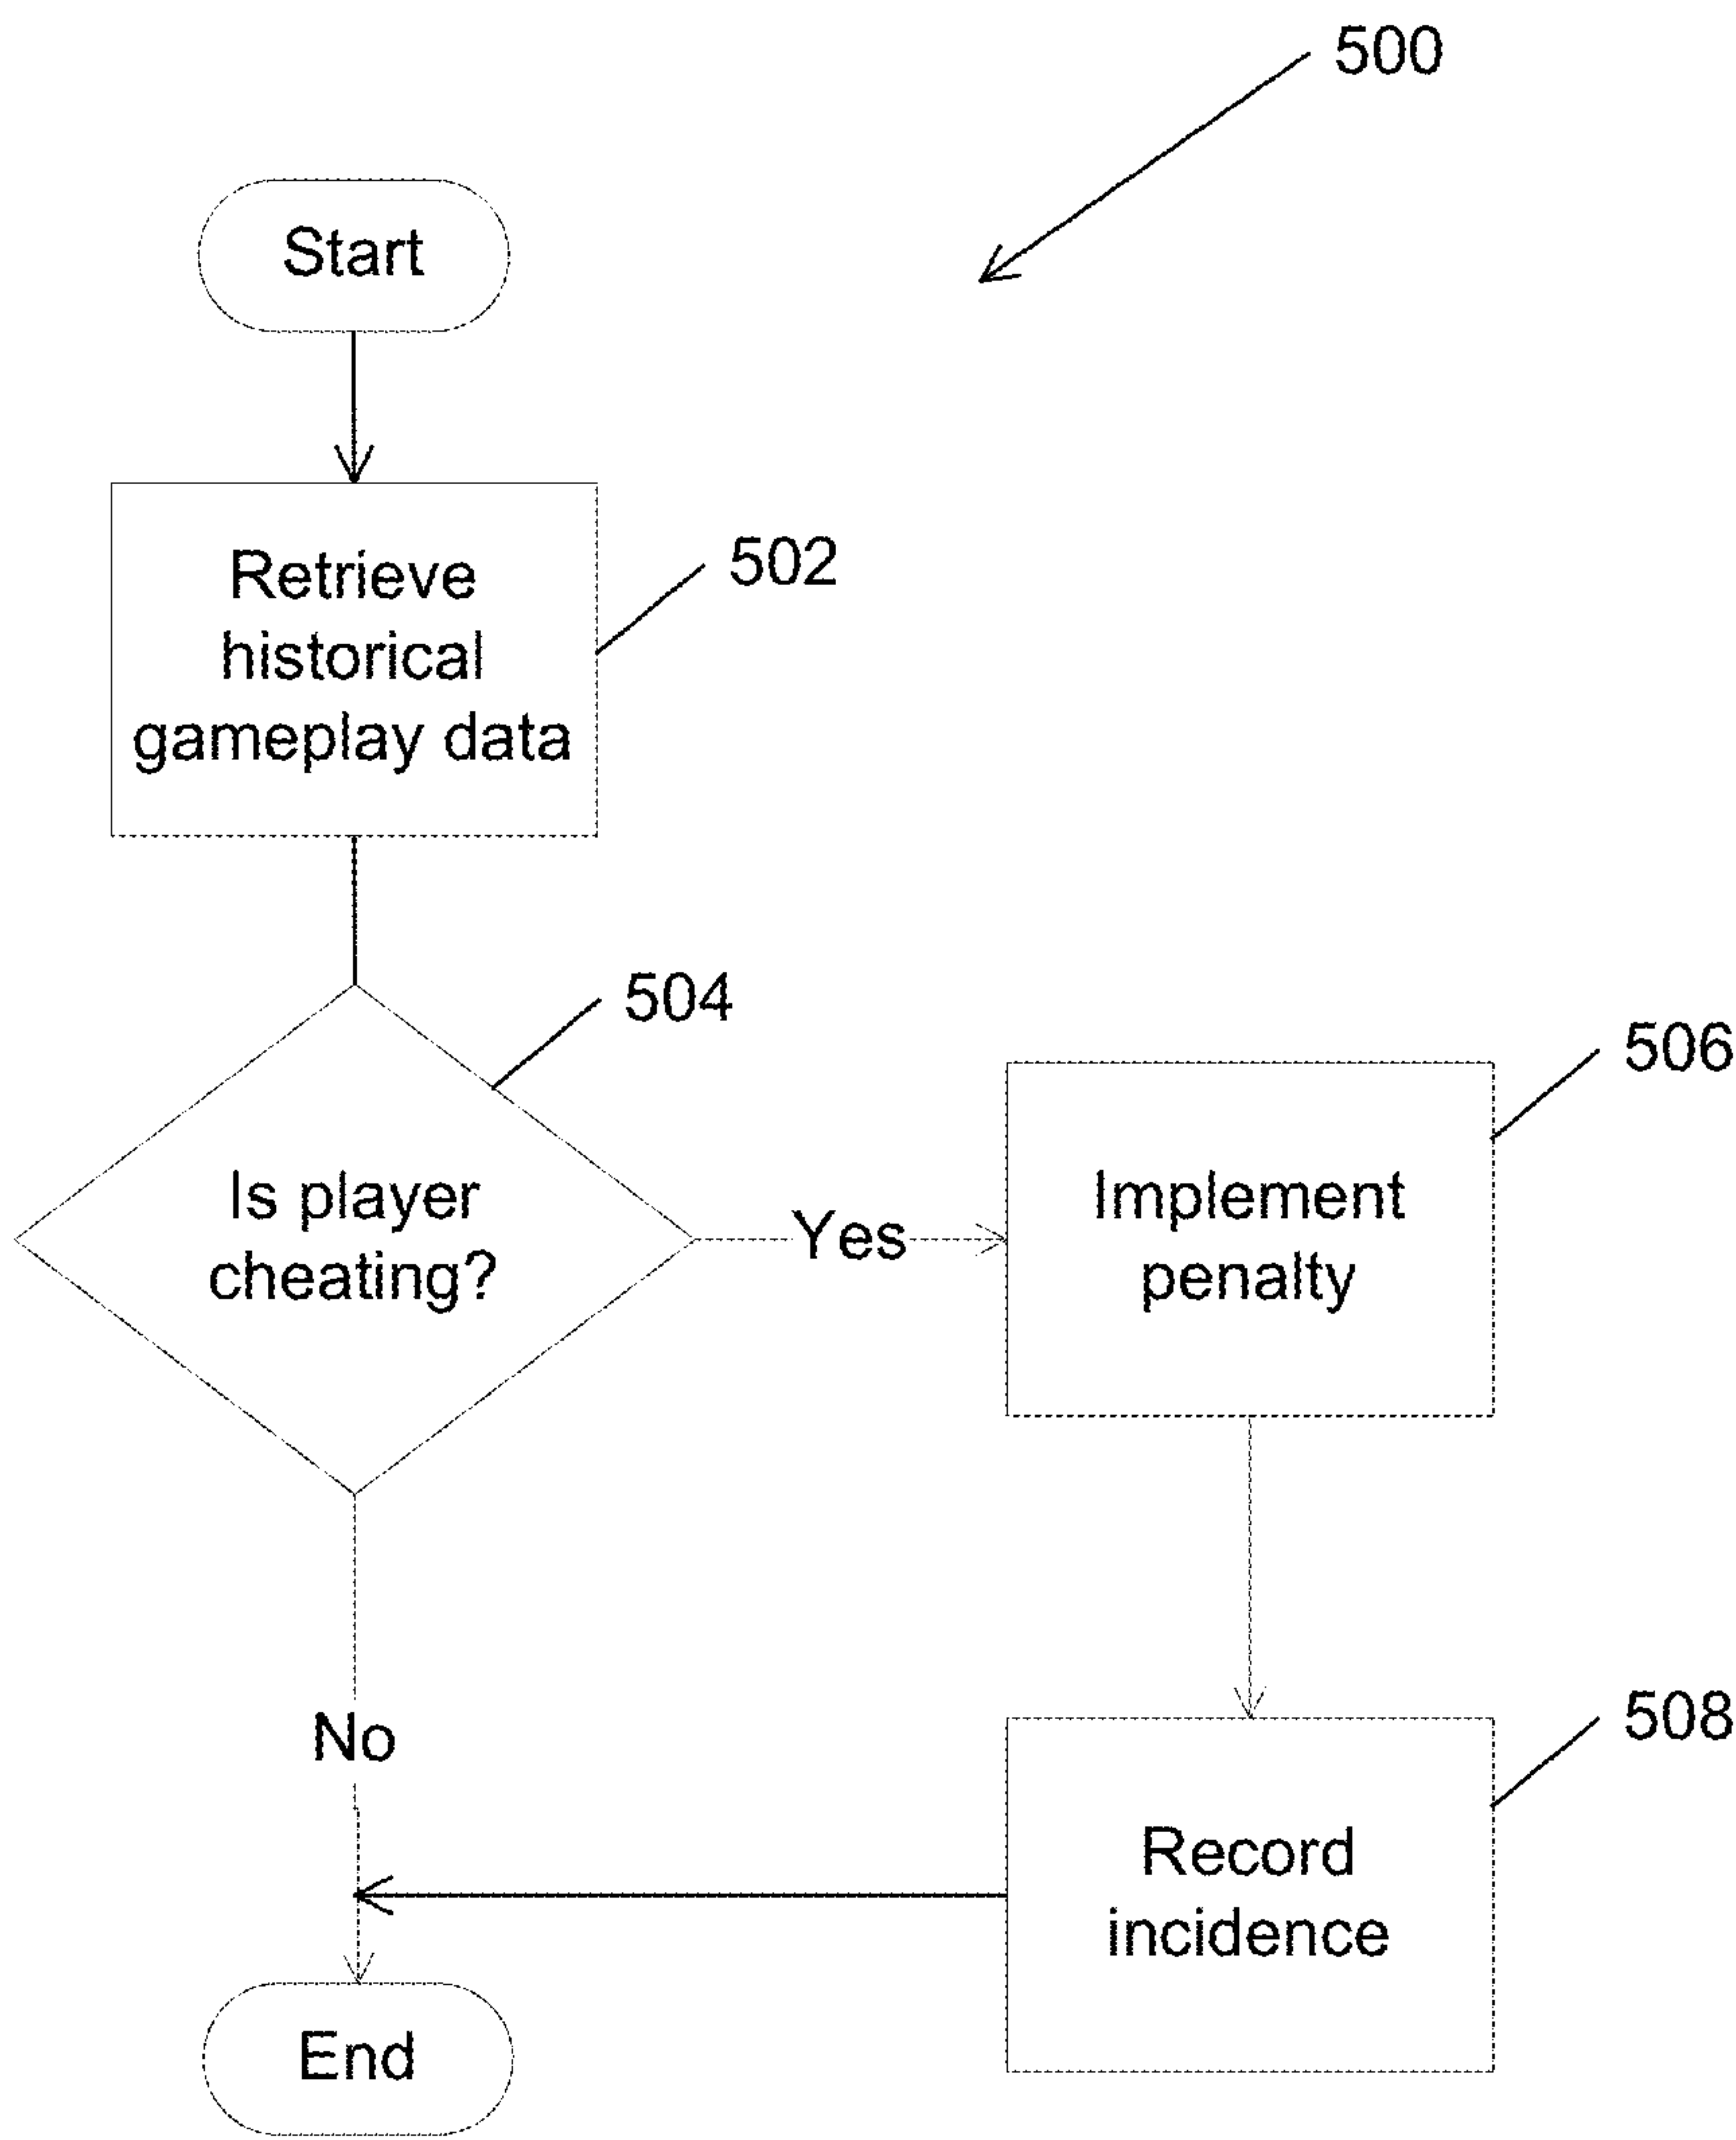 500
Start
Retrieve
historical
gameplay data
502
504
Is player
cheating?
Yes
506
Implement
penalty
No
508
Record
incidence
End